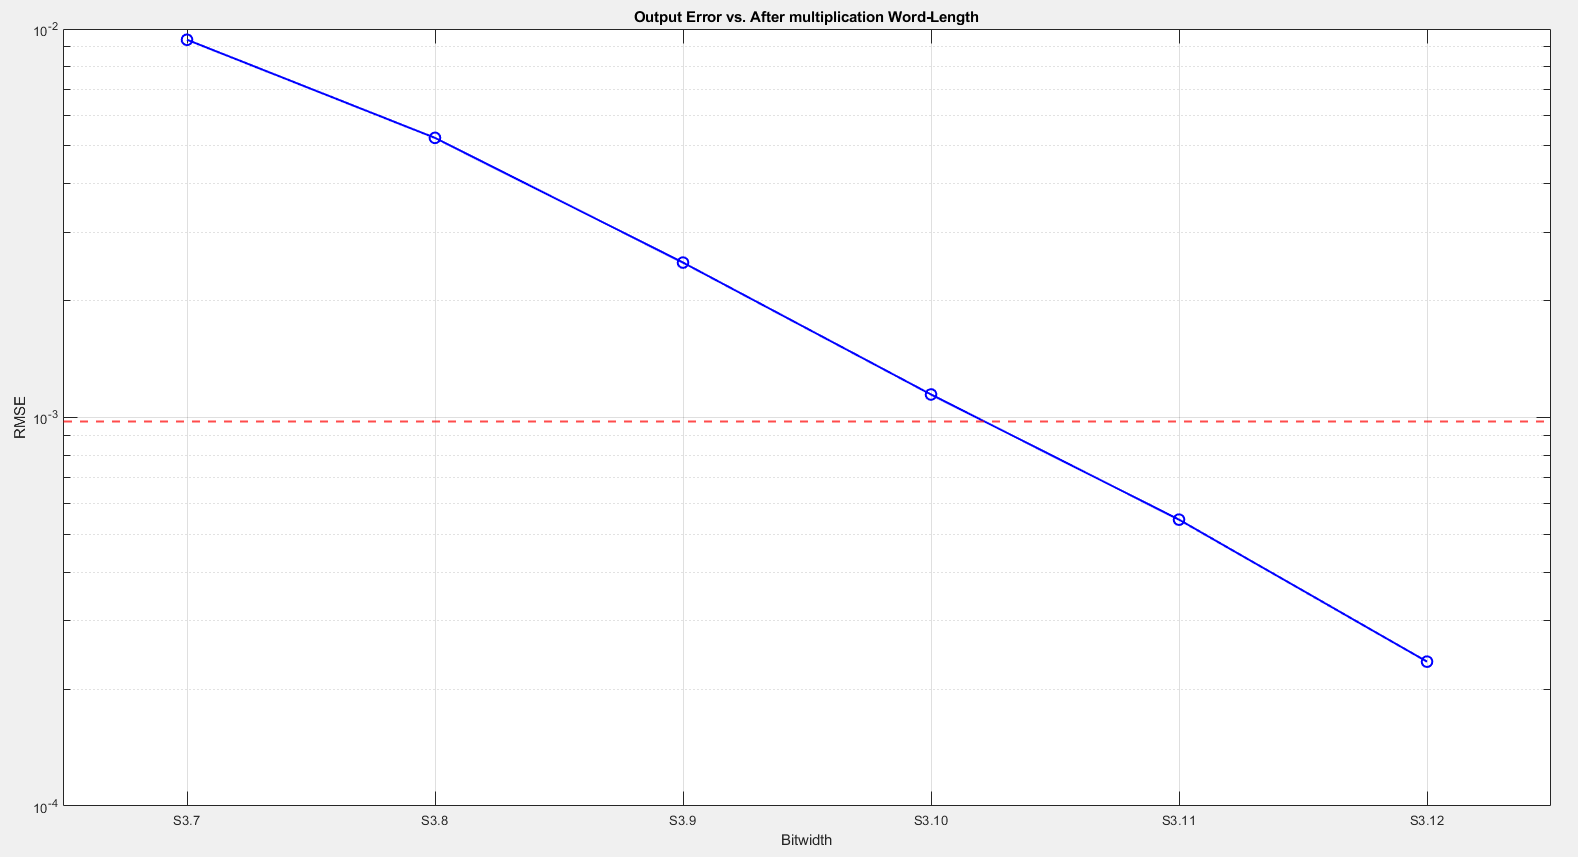 Output Error vs. After multiplication Word-Length
10-2
10-3
10-4
RMSE
S3.7 S3.8 S3.9 S3.10 S3.11 S3.12
Bitwidth